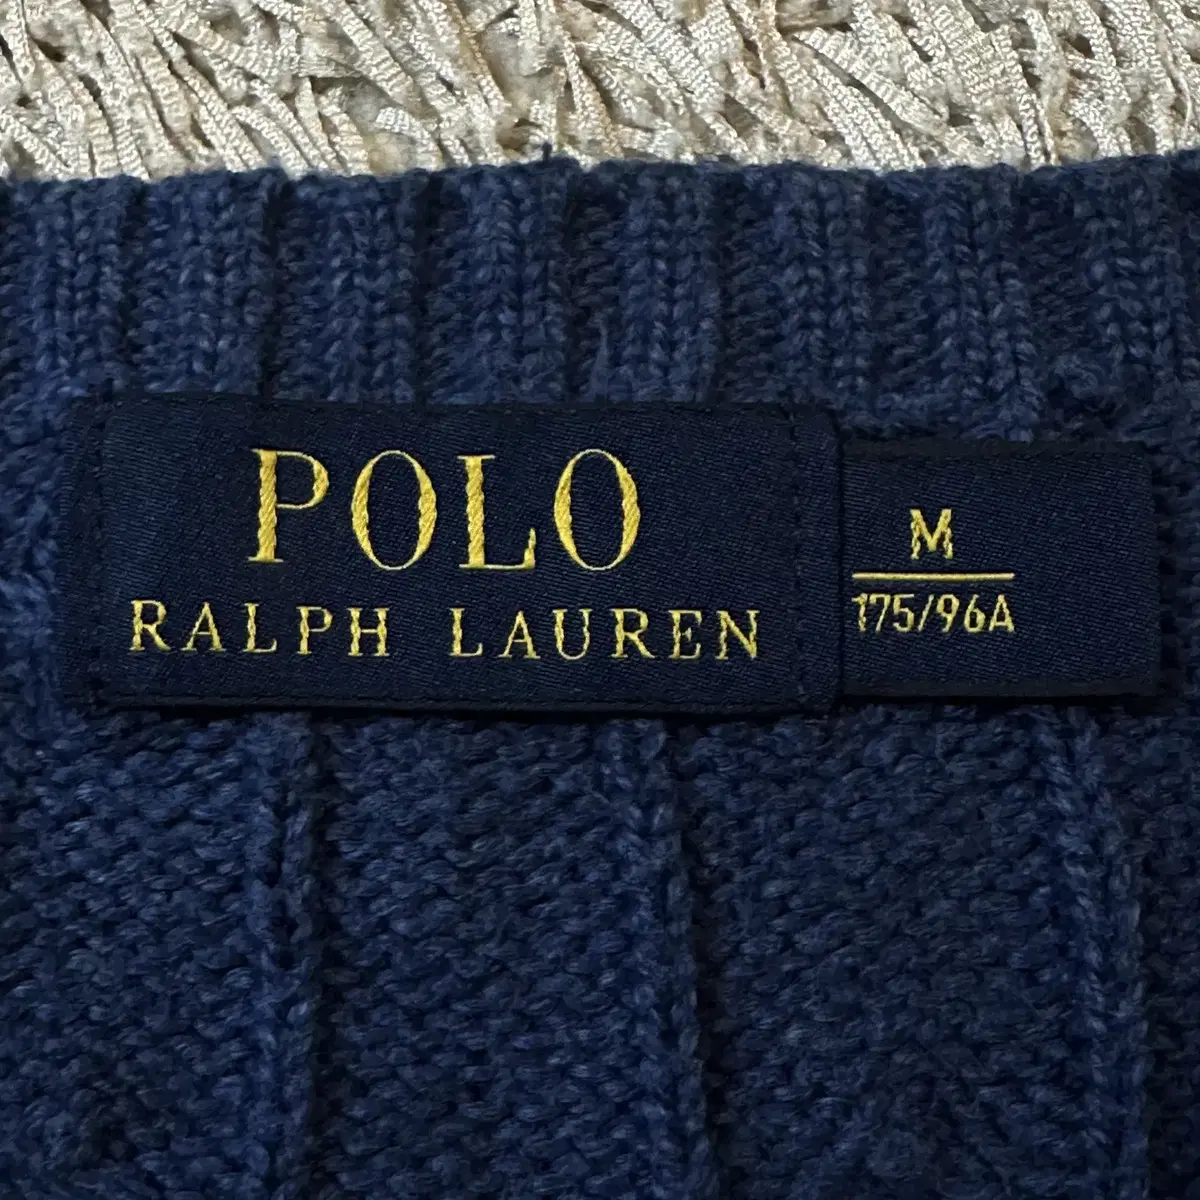 POLO
RALPH LAUREN
M
175/96A